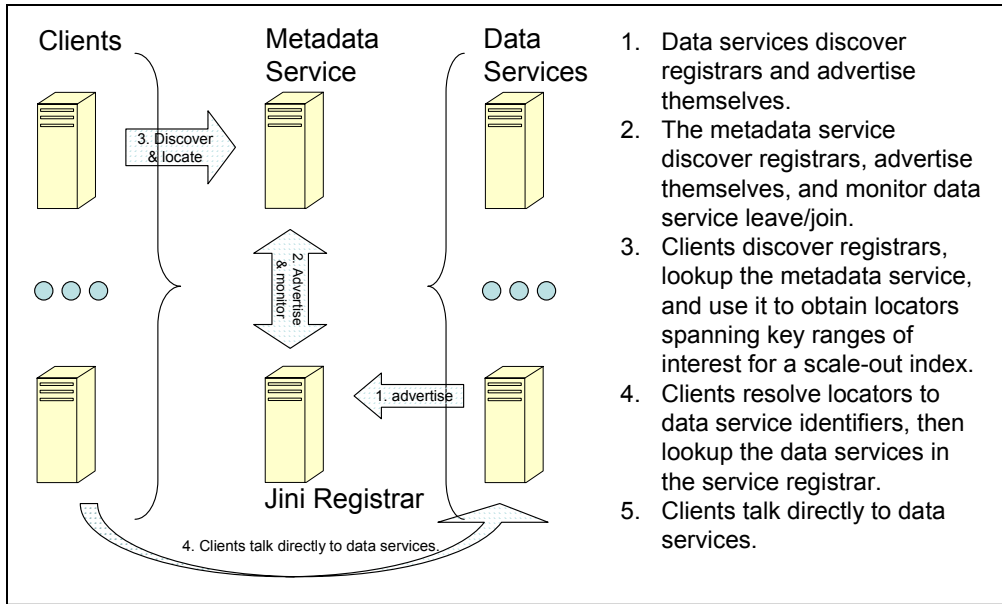 Clients
Metadata
Service
Data
Services
3. Discover
& locate
2. Advertise
& monitor
1. advertise
Jini Registrar
4. Clients talk directly to data services.
1. Data services discover
registrars and advertise
themselves.
2. The metadata service
discover registrars, advertise
themselves, and monitor data
service leave/join.
3. Clients discover registrars,
lookup the metadata service,
and use it to obtain locators
spanning key ranges of
interest for a scale-out index.
4. Clients resolve locators to
data service identifiers, then
lookup the data services in
the service registrar.
5. Clients talk directly to data
services.